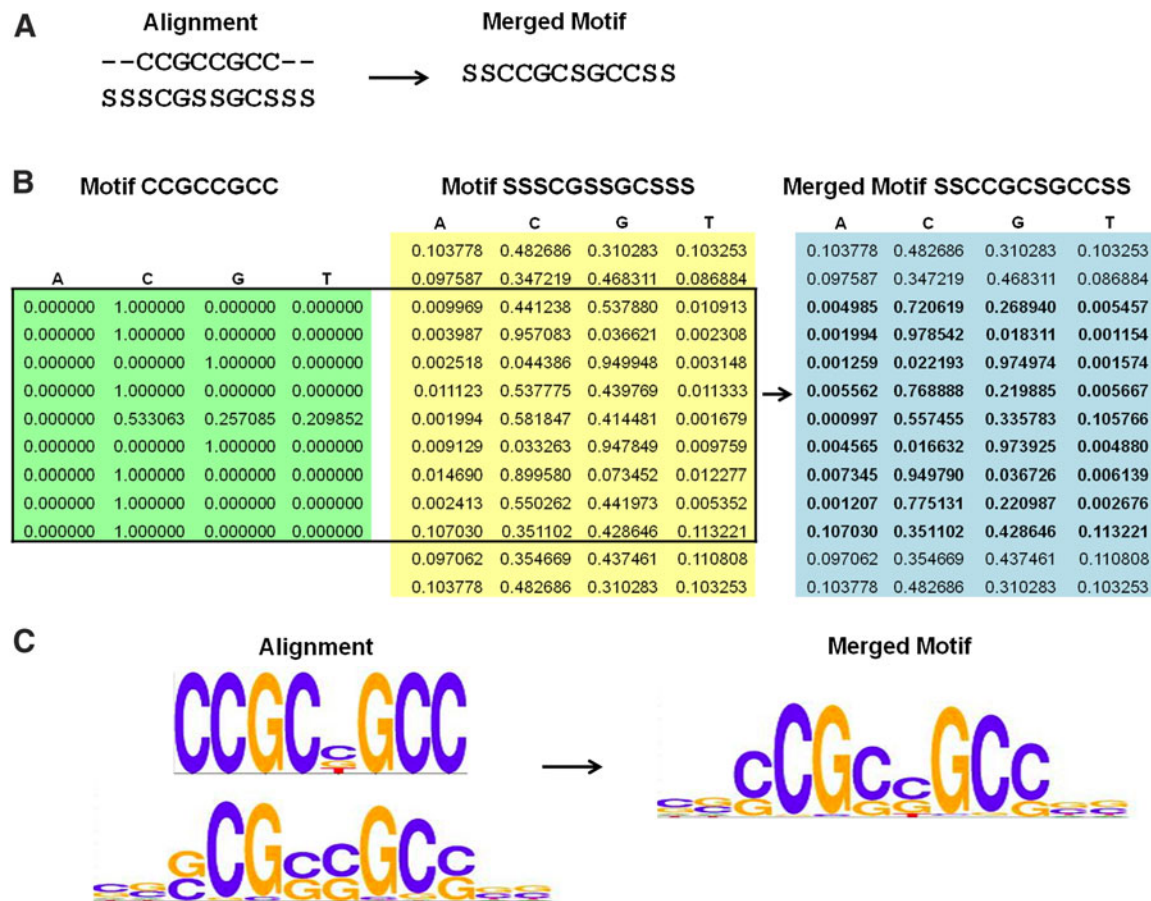 A
Alignment
Merged Motif
--CCGCCGCC--
SSSCGSSGCSSS
SSCCGCSGCCSS
B
Motif CCGCCGCC
Motif SSSCGSSGCSSS
Merged Motif SSCCGCSGCCSS
A C G T
0.000000 1.000000 0.000000 0.000000
0.000000 1.000000 0.000000 0.000000
0.000000 0.000000 1.000000 0.000000
0.000000 1.000000 0.000000 0.000000
0.000000 0.533063 0.257085 0.209852
0.000000 0.000000 1.000000 0.000000
0.000000 1.000000 0.000000 0.000000
0.000000 1.000000 0.000000 0.000000
0.000000 1.000000 0.000000 0.000000
A C G T
0.103778 0.482686 0.310283 0.103253
0.097587 0.347219 0.468311 0.086884
0.009969 0.441238 0.537880 0.010913
0.003987 0.957083 0.036621 0.002308
0.002518 0.044386 0.949948 0.003148
0.011123 0.537775 0.439769 0.011333
0.001994 0.581847 0.414481 0.001679
0.009129 0.033263 0.947849 0.009759
0.014690 0.899580 0.073452 0.012277
0.002413 0.550262 0.441973 0.005352
0.107030 0.351102 0.428646 0.113221
0.097062 0.354669 0.437461 0.110808
0.103778 0.482686 0.310283 0.103253
A C G T
0.103778 0.482686 0.310283 0.103253
0.097587 0.347219 0.468311 0.086884
0.004985 0.720619 0.268940 0.005457
0.001994 0.978542 0.018311 0.001154
0.001259 0.022193 0.974974 0.001574
0.005562 0.768888 0.219885 0.005667
0.000997 0.557455 0.335783 0.105766
0.004565 0.016632 0.973925 0.004880
0.007345 0.949790 0.036726 0.006139
0.001207 0.775131 0.220987 0.002676
0.107030 0.351102 0.428646 0.113221
0.097062 0.354669 0.437461 0.110808
0.103778 0.482686 0.310283 0.103253
C
Alignment
Merged Motif
CCGCCGCC
GCGCCGCC
CCGCCGCC